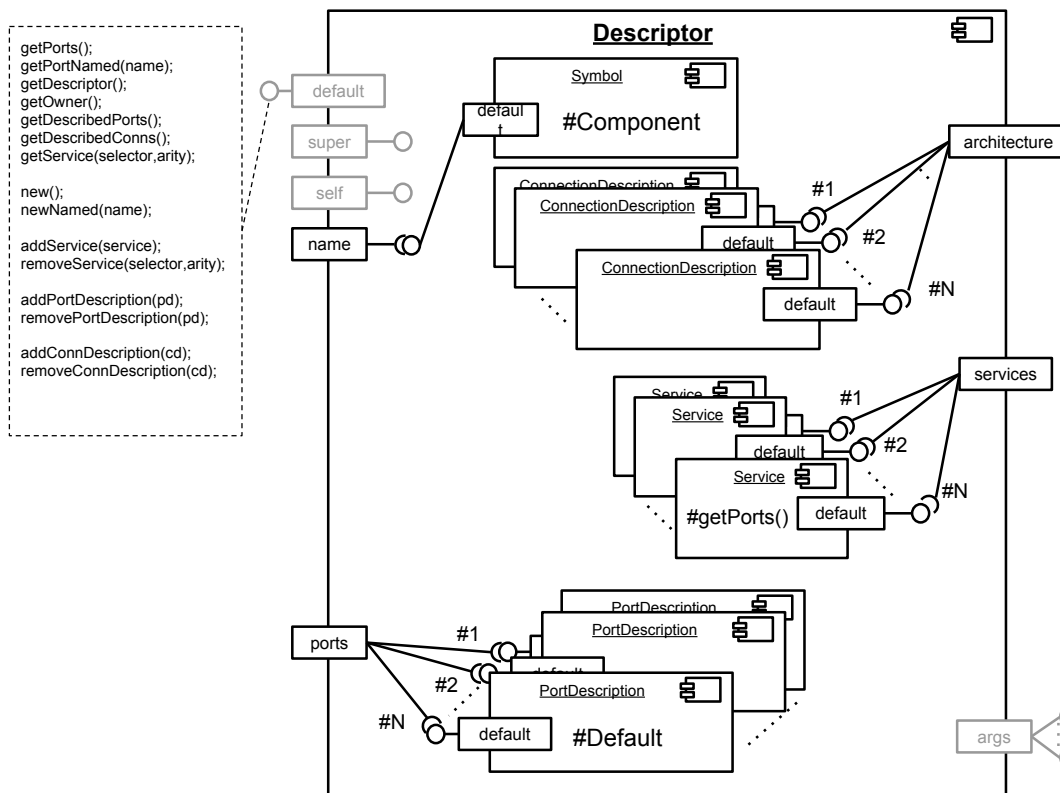 getPorts();
getPortNamed(name);
getDescriptor();
getOwner();
getDescribedPorts();
getDescribedConns();
getService(selector,arity);
new();
newNamed(name);
addService(service);
removeService(selector,arity);
addPortDescription(pd);
removePortDescription(pd);
addConnDescription(cd);
removeConnDescription(cd);
Descriptor
default
super
self
name
Symbol
defaul
t
#Component
architecture
ConnectionDescription
ConnectionDescription
default
ConnectionDescription
default
#1
#2
#N
services
Service
Service
default
Service
#getPorts()
default
#1
#2
#N
ports
#1
#2
#N
PortDescription
PortDescription
default
PortDescription
default
#Default
args